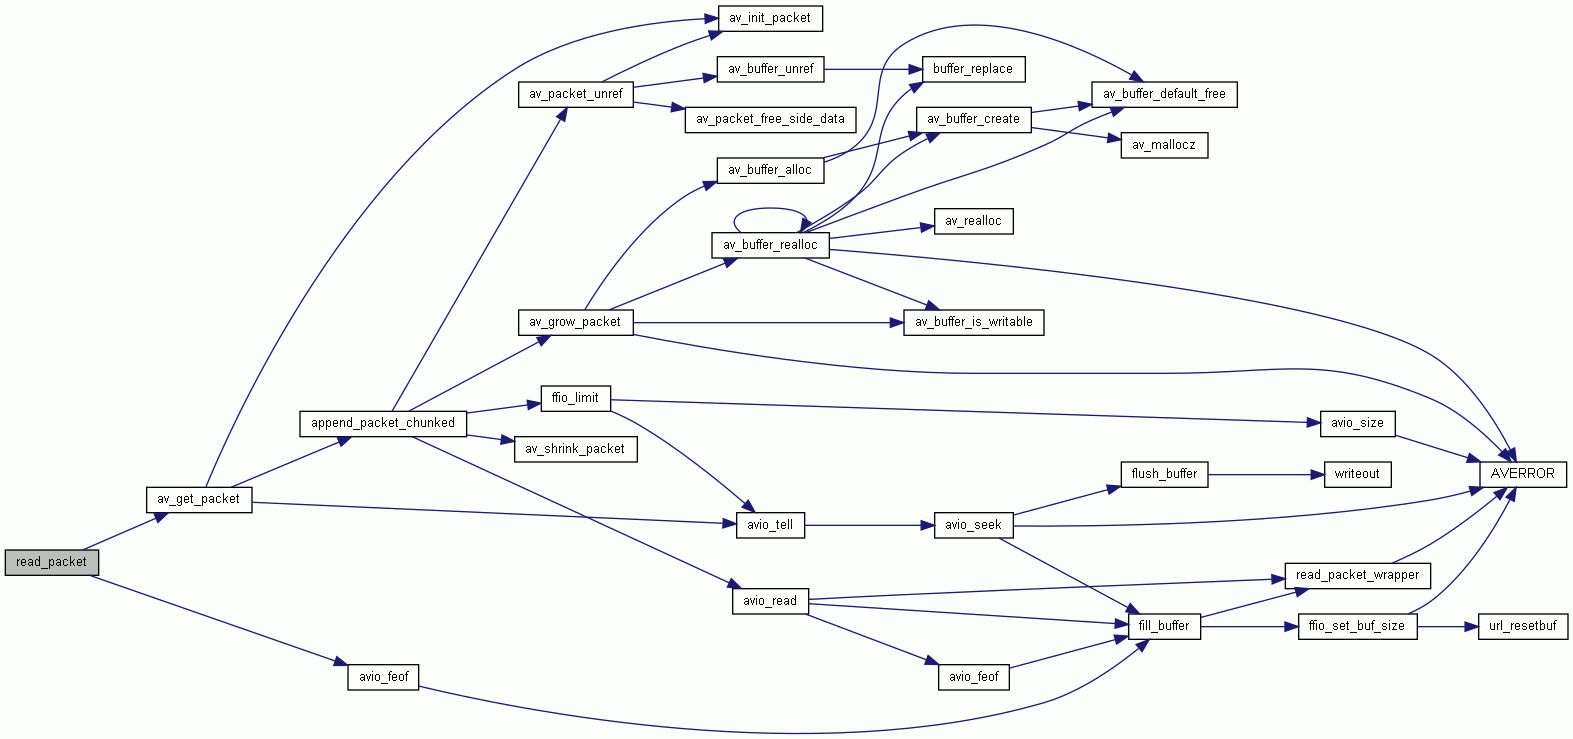 av_init_packet
av_buffer_unref
buffer_replace
av_packet_unref
av_buffer_default_free
av_packet_free_side_data
av_buffer_create
av_mallocz
av_buffer_alloc
av_realloc
av_buffer_realloc
av_grow_packet
av_buffer_is_writable
ffio_limit
append_packet_chunked
avio_size
av_shrink_packet
flush_buffer
writeout
AVERROR
av_get_packet
avio_tell
avio_seek
read_packet
read_packet_wrapper
avio_read
fill_buffer
ffio_set_buf_size
url_resetbuf
avio_feof
avio_feof